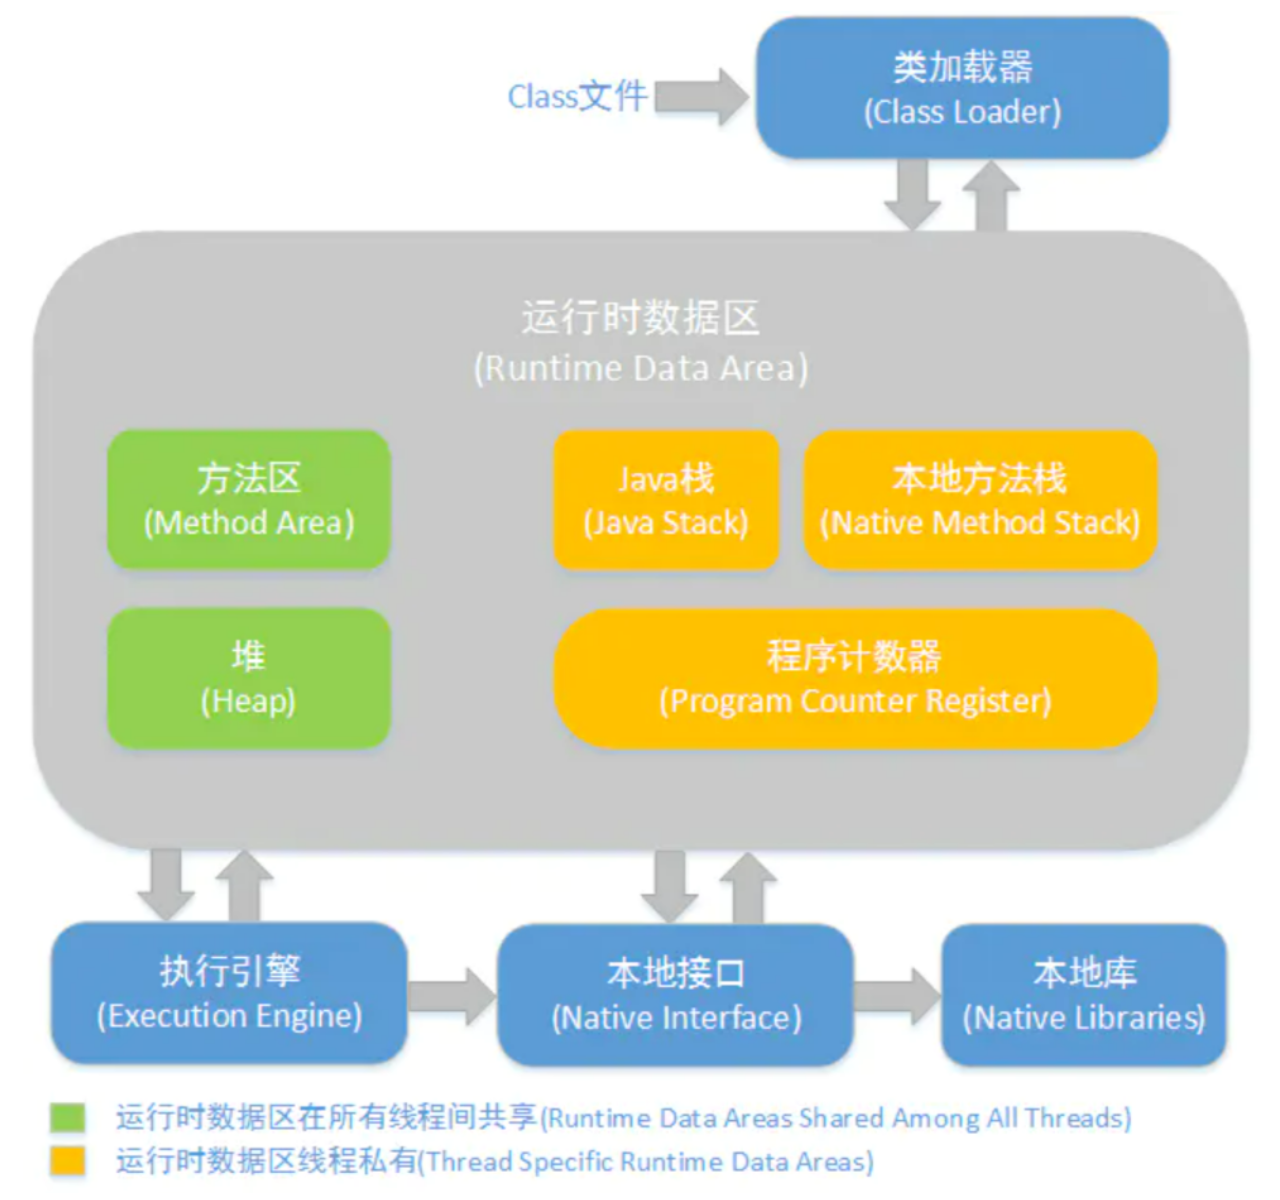 Class文件
类加载器
(Class Loader)
运行时数据区
(Runtime Data Area)
方法区
(Method Area)
Java栈
(Java Stack)
本地方法栈
(Native Method Stack)
堆
(Heap)
程序计数器
(Program Counter Register)
执行引擎
(Execution Engine)
本地接口
(Native Interface)
本地库
(Native Libraries)
运行时数据区在所有线程间共享(Runtime Data Areas Shared Among All Threads)
运行时数据区线程私有(Thread Specific Runtime Data Areas)